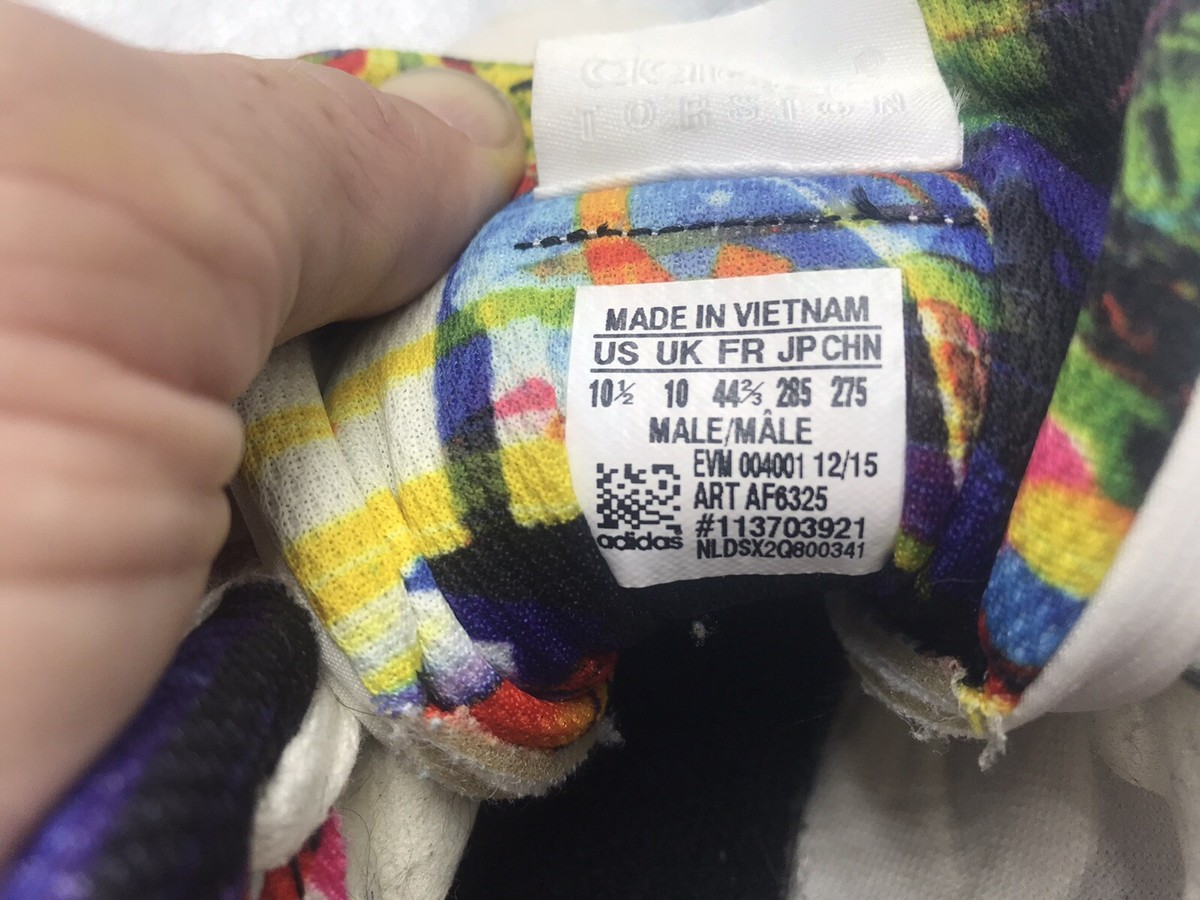 TORSION
MADE IN VIETNAM
US UK FR JP CHN
10½ 10 44⅔ 285 275
MALE/MÂLE
EVM 004001 12/15
ART AF6325
#113703921
adidas NLDSX2Q800341